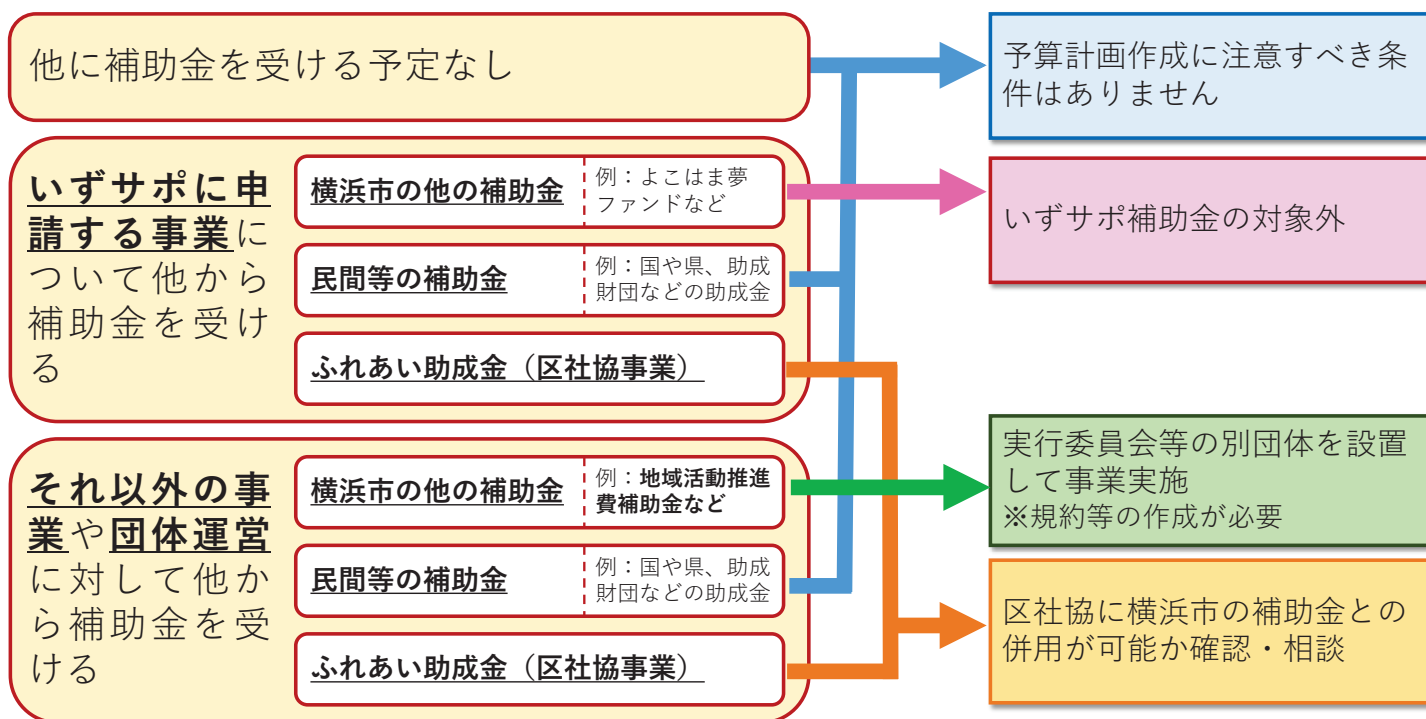 他に補助金を受ける予定なし
予算計画作成に注意すべき条
件はありません
いずサポに申
請する事業に
ついて他から
補助金を受け
る
横浜市の他の補助金
例：よこはま夢
ファンドなど
民間等の補助金
例：国や県、助成
財団などの助成金
ふれあい助成金（区社協事業）
いずサポ補助金の対象外
それ以外の事
業や団体運営
に対して他か
ら補助金を受
ける
横浜市の他の補助金
例：地域活動推進
費補助金など
民間等の補助金
例：国や県、助成
財団などの助成金
ふれあい助成金（区社協事業）
実行委員会等の別団体を設置
して事業実施
※規約等の作成が必要
区社協に横浜市の補助金との
併用が可能か確認・相談